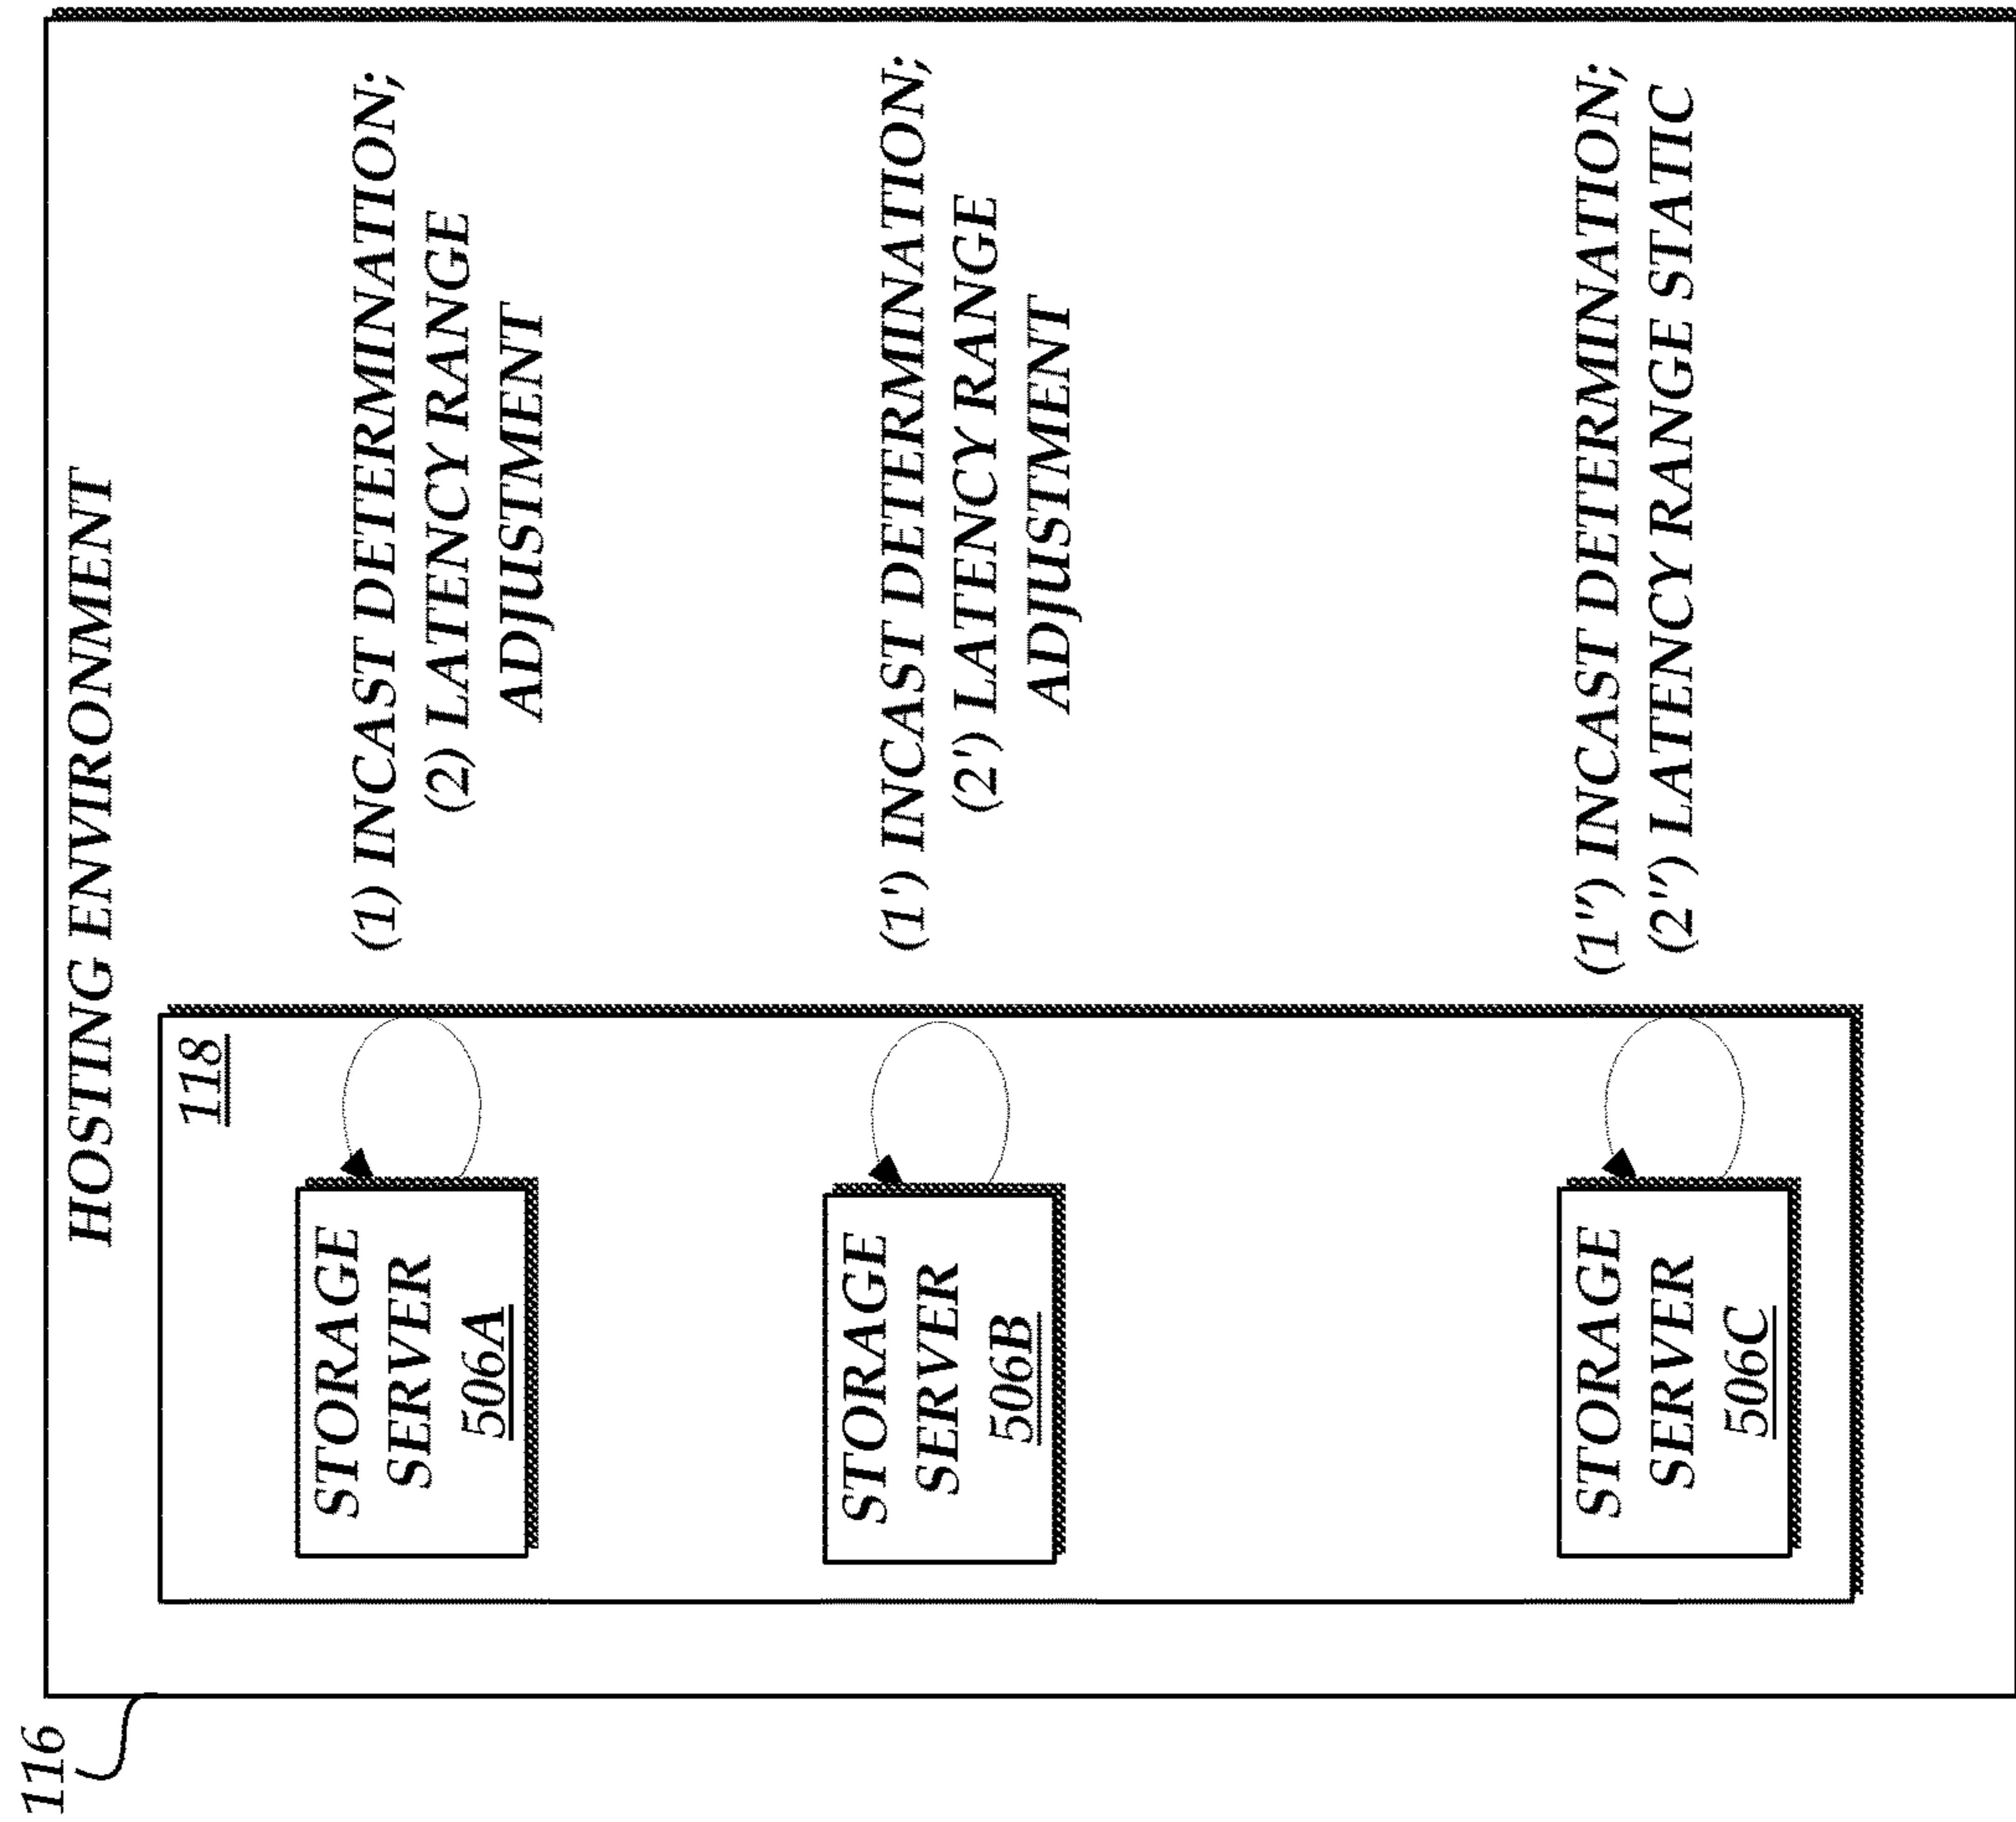 116
HOSTING ENVIRONMENT
118
STORAGE
SERVER
506A
(1) INCAST DETERMINATION;
(2) LATENCY RANGE
ADJUSTMENT
STORAGE
SERVER
506B
(1') INCAST DETERMINATION;
(2') LATENCY RANGE
ADJUSTMENT
STORAGE
SERVER
506C
(1'') INCAST DETERMINATION;
(2'') LATENCY RANGE STATIC